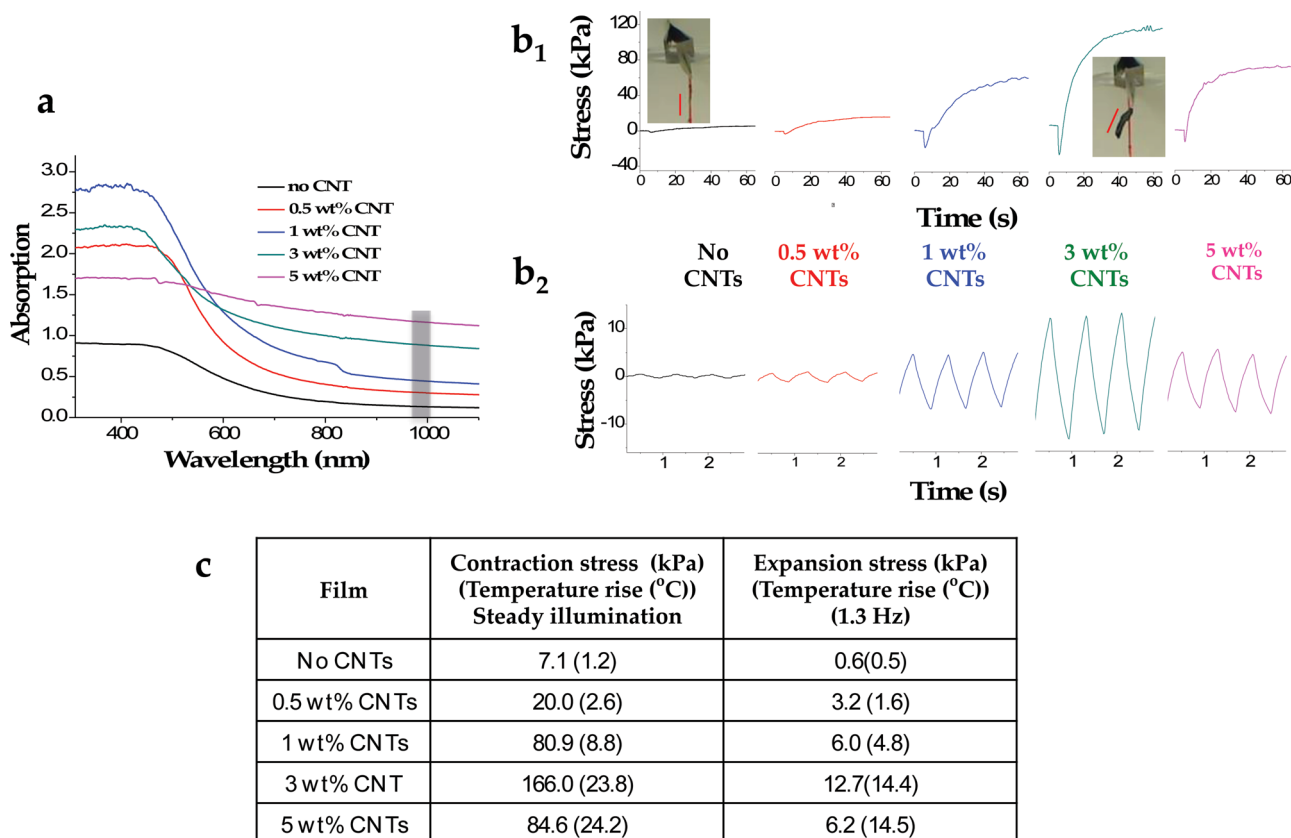 a
3.0
2.5
2.0
1.5
1.0
0.5
0.0
Absorption
400 600 800 1000
Wavelength (nm)
no CNT
0.5 wt% CNT
1 wt% CNT
3 wt% CNT
5 wt% CNT
b1
Stress (kPa)
120
80
40
0
-40
0 20 40 60
0 20 40 60
0 20 40 60
0 20 40 60
0 20 40 60
Time (s)
b2
No CNTs
0.5 wt% CNTs
1 wt% CNTs
3 wt% CNTs
5 wt% CNTs
Stress (kPa)
10
0
-10
1 2
1 2
1 2
1 2
1 2
Time (s)
c
Film
Contraction stress (kPa)
(Temperature rise (°C))
Steady illumination
Expansion stress (kPa)
(Temperature rise (°C))
(1.3 Hz)
No CNTs 7.1 (1.2) 0.6(0.5)
0.5 wt% CNTs 20.0 (2.6) 3.2 (1.6)
1 wt% CNTs 80.9 (8.8) 6.0 (4.8)
3 wt% CNT 166.0 (23.8) 12.7(14.4)
5 wt% CNTs 84.6 (24.2) 6.2 (14.5)